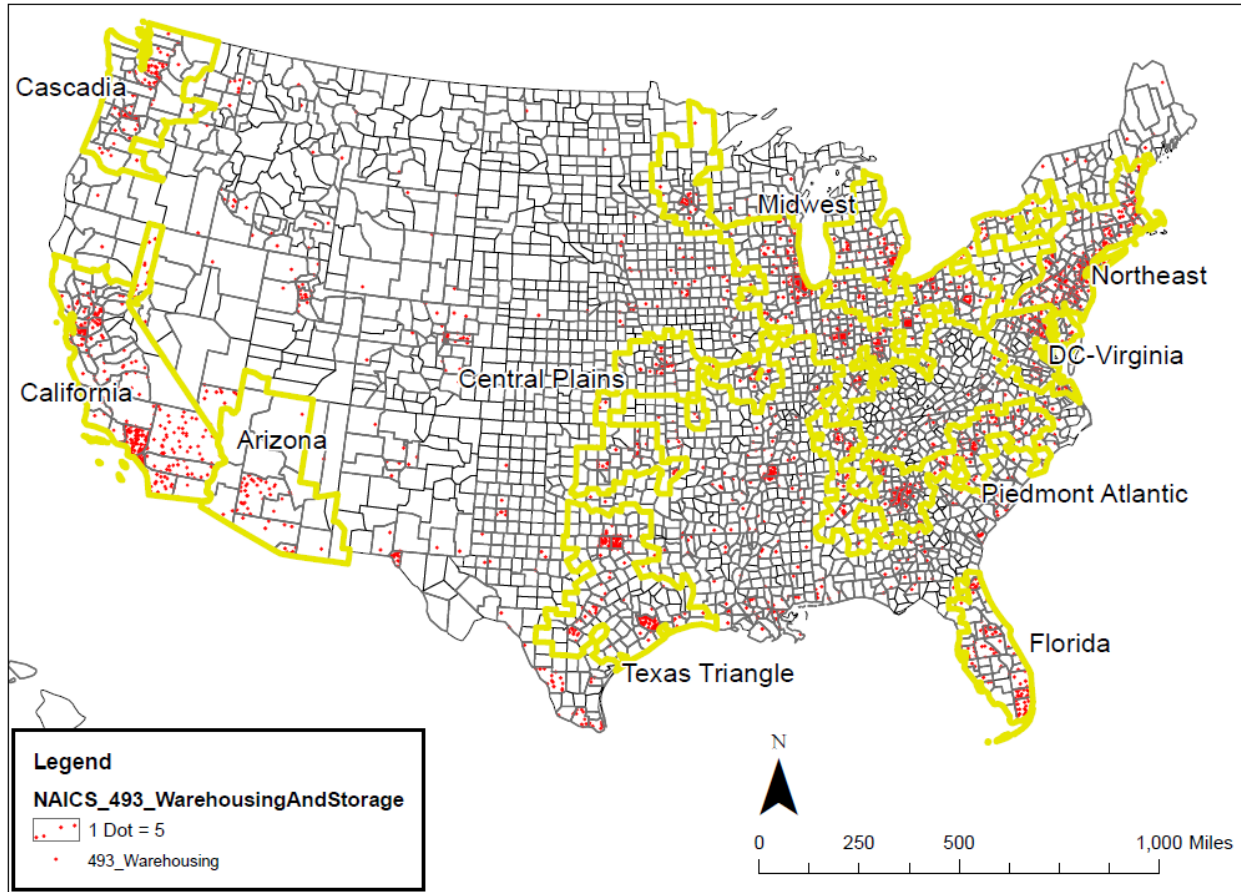 Cascadia
Midwest
Northeast
DC-Virginia
Central Plains
California
Arizona
Piedmont Atlantic
Florida
Texas Triangle
N
0 250 500 1,000 Miles
Legend
NAICS_493_WarehousingAndStorage
1 Dot = 5
493_Warehousing